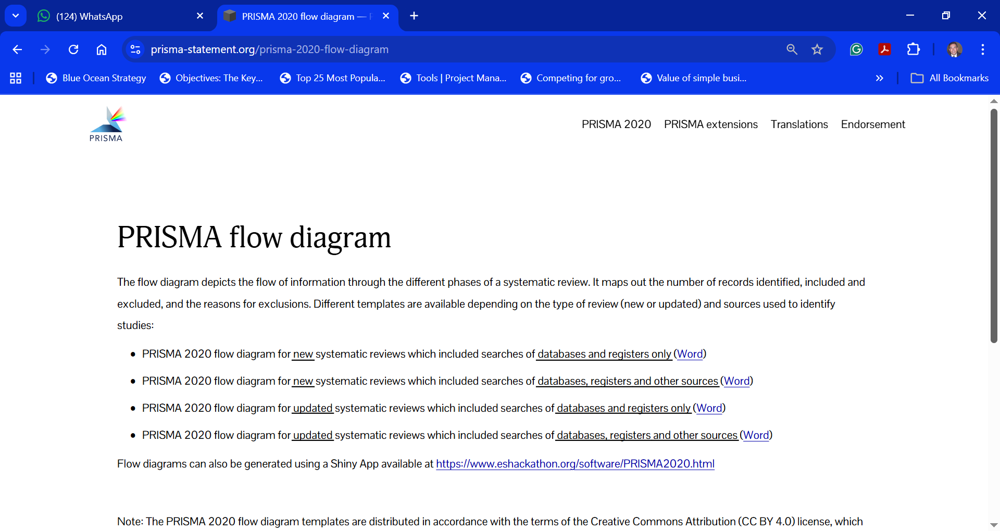 (124) WhatsApp
PRISMA 2020 flow diagram —
prisma-statement.org/prisma-2020-flow-diagram
Blue Ocean Strategy
Objectives: The Key...
Top 25 Most Popula...
Tools | Project Mana...
Competing for gro...
Value of simple busi...
All Bookmarks
PRISMA
PRISMA 2020
PRISMA extensions
Translations
Endorsement
PRISMA flow diagram
The flow diagram depicts the flow of information through the different phases of a systematic review. It maps out the number of records identified, included and
excluded, and the reasons for exclusions. Different templates are available depending on the type of review (new or updated) and sources used to identify
studies:
• PRISMA 2020 flow diagram for new systematic reviews which included searches of databases and registers only (Word)
• PRISMA 2020 flow diagram for new systematic reviews which included searches of databases, registers and other sources (Word)
• PRISMA 2020 flow diagram for updated systematic reviews which included searches of databases and registers only (Word)
• PRISMA 2020 flow diagram for updated systematic reviews which included searches of databases, registers and other sources (Word)
Flow diagrams can also be generated using a Shiny App available at https://www.eshackathon.org/software/PRISMA2020.html
Note: The PRISMA 2020 flow diagram templates are distributed in accordance with the terms of the Creative Commons Attribution (CC BY 4.0) license, which